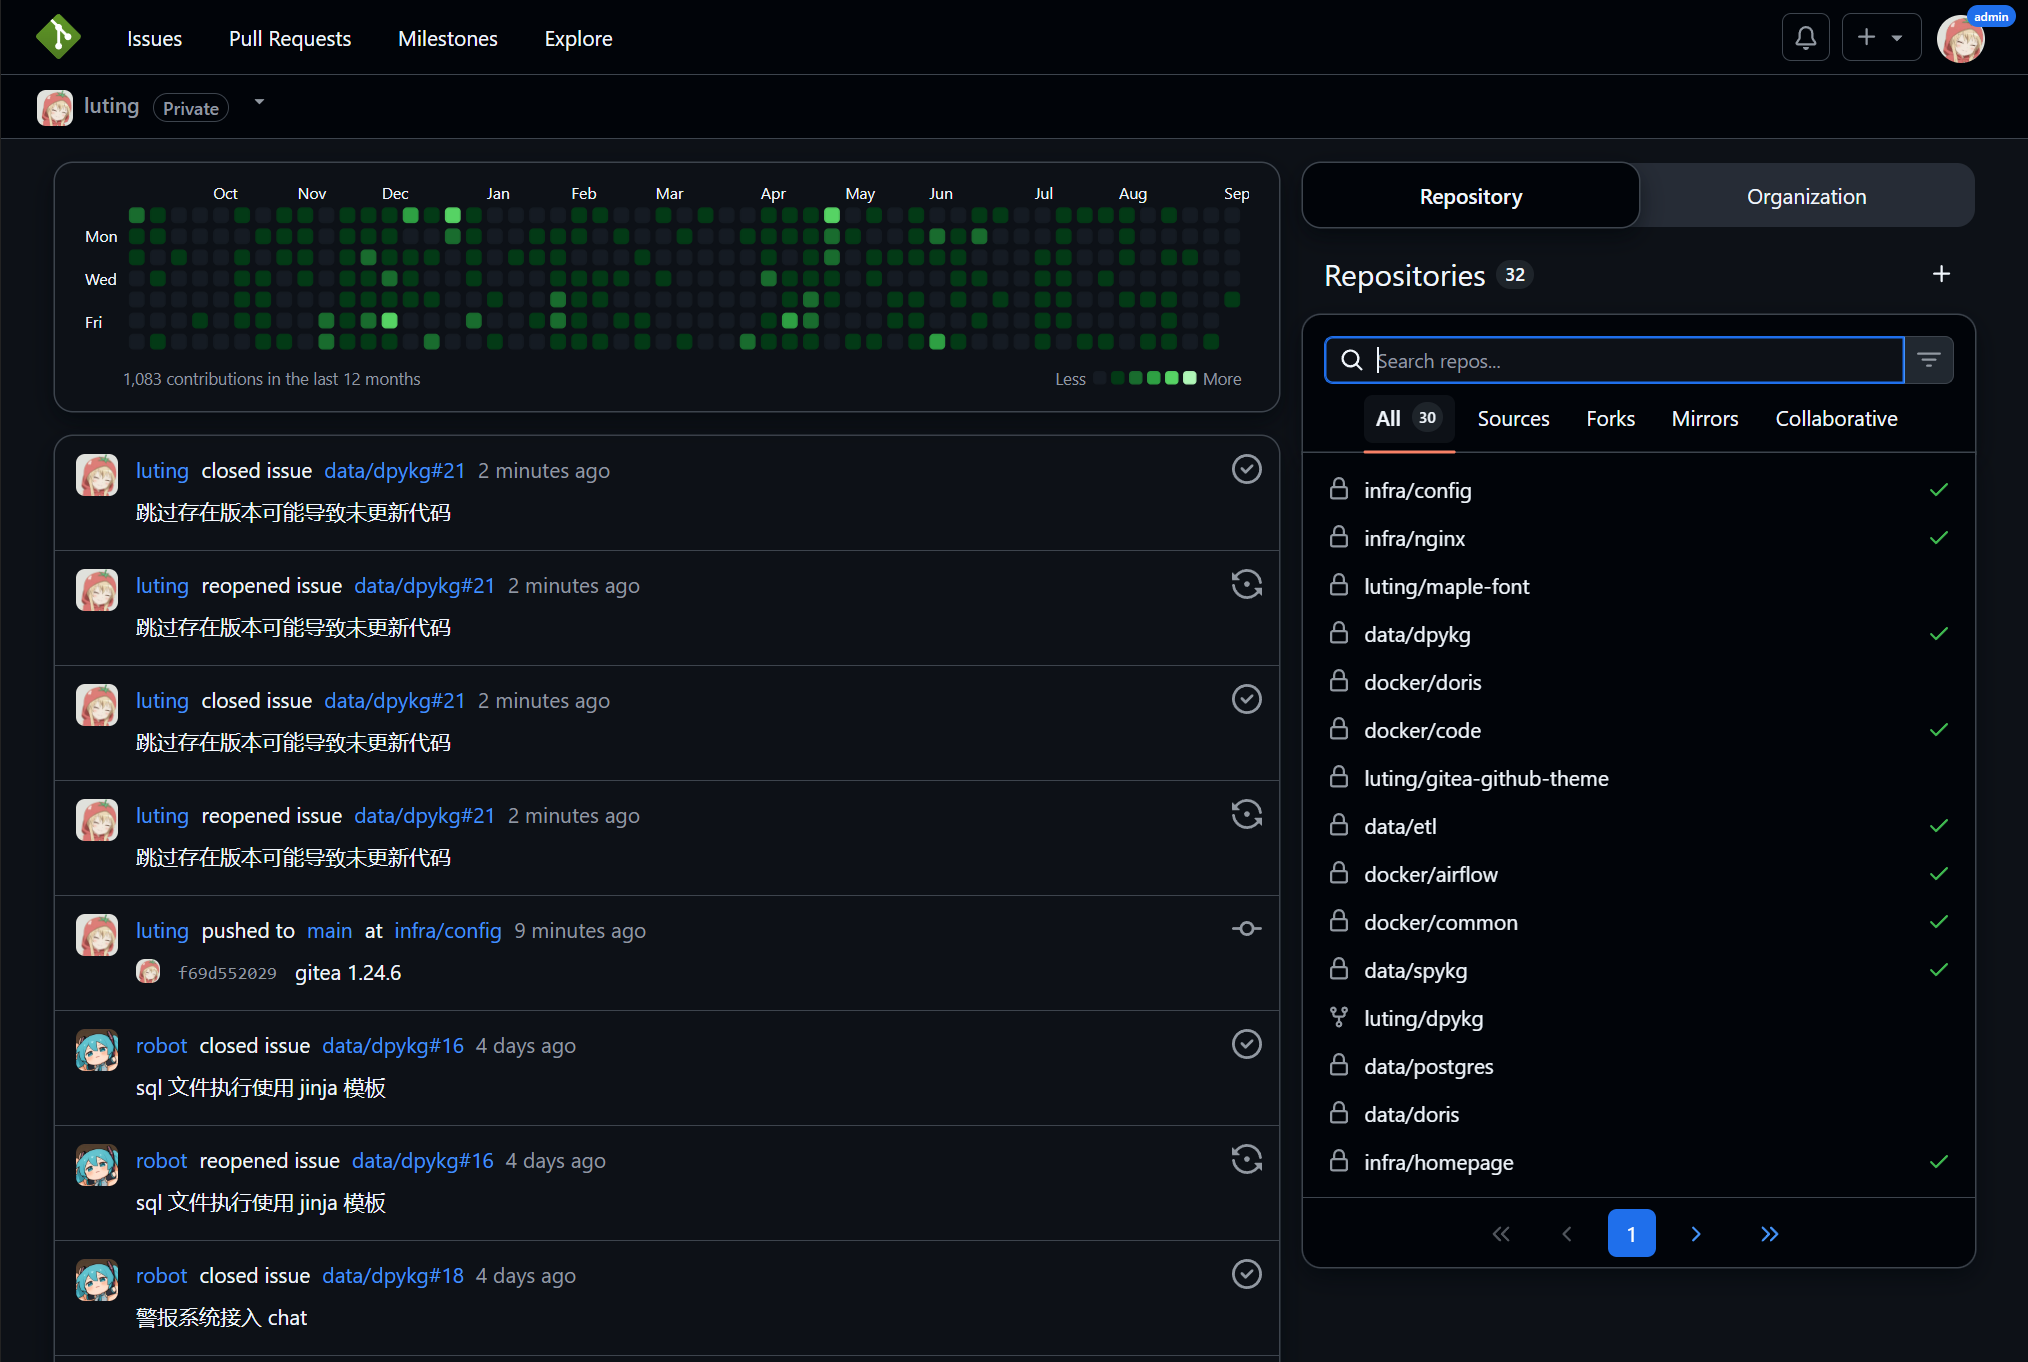 Issues Pull Requests Milestones Explore admin
luting Private
Oct Nov Dec Jan Feb Mar Apr May Jun Jul Aug Sep
Mon
Wed
Fri
1,083 contributions in the last 12 months Less More
luting closed issue data/dpykg#21 2 minutes ago
跳过存在版本可能导致未更新代码
luting reopened issue data/dpykg#21 2 minutes ago
跳过存在版本可能导致未更新代码
luting closed issue data/dpykg#21 2 minutes ago
跳过存在版本可能导致未更新代码
luting reopened issue data/dpykg#21 2 minutes ago
跳过存在版本可能导致未更新代码
luting pushed to main at infra/config 9 minutes ago
f69d552029 gitea 1.24.6
robot closed issue data/dpykg#16 4 days ago
sql 文件执行使用 jinja 模板
robot reopened issue data/dpykg#16 4 days ago
sql 文件执行使用 jinja 模板
robot closed issue data/dpykg#18 4 days ago
警报系统接入 chat
Repository Organization
Repositories 32
Search repos...
All 30 Sources Forks Mirrors Collaborative
infra/config
infra/nginx
luting/maple-font
data/dpykg
docker/doris
docker/code
luting/gitea-github-theme
data/etl
docker/airflow
docker/common
data/spykg
luting/dpykg
data/postgres
data/doris
infra/homepage
1